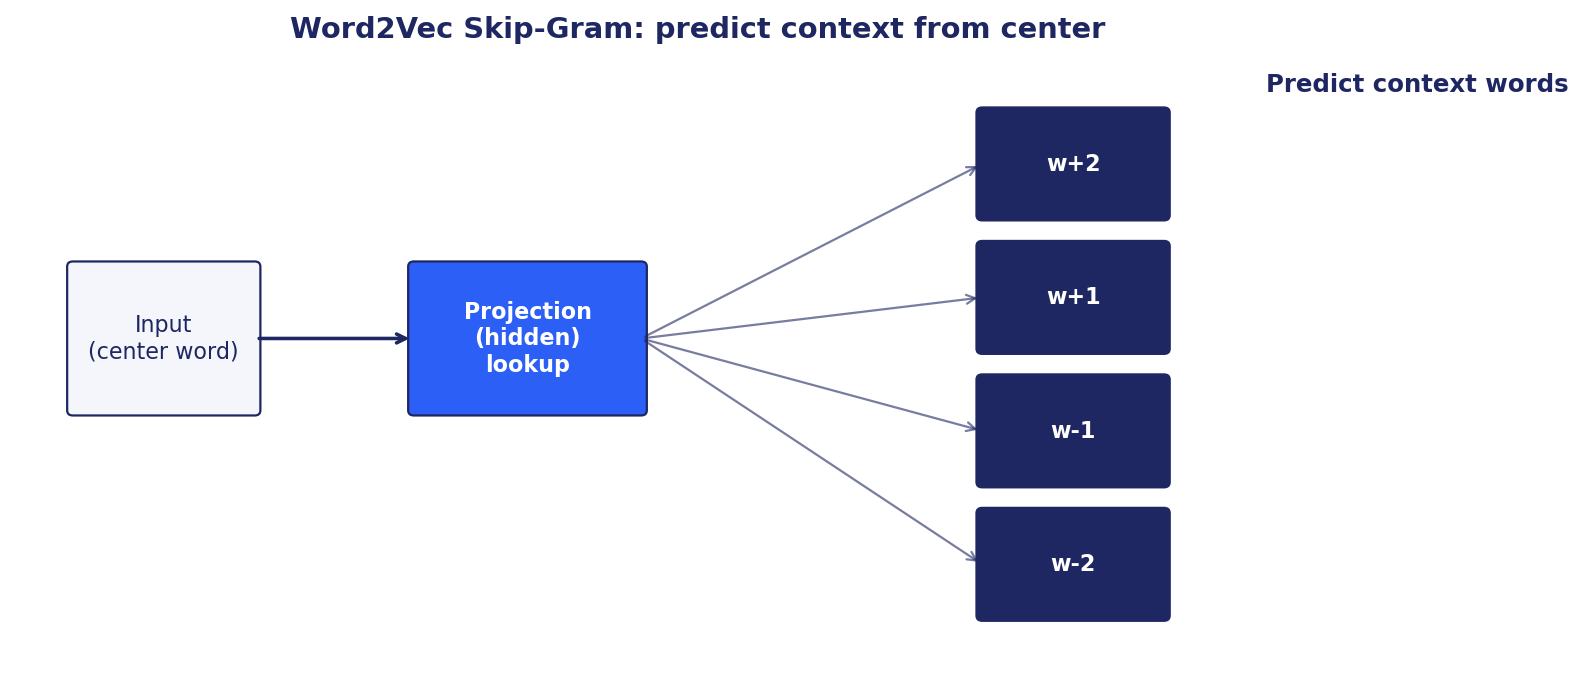 Word2Vec Skip-Gram: predict context from center
Predict context words
w+2
w+1
Input
(center word)
Projection
(hidden)
lookup
w-1
w-2